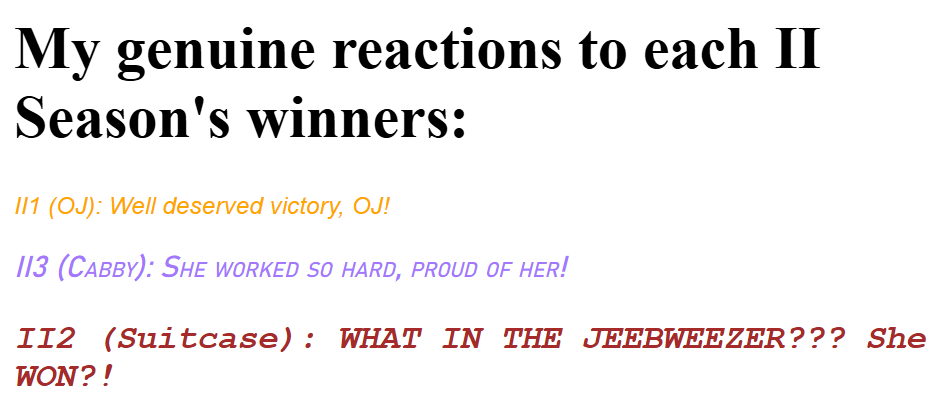 My genuine reactions to each II
Season's winners:
II1 (OJ): Well deserved victory, OJ!
II3 (Cabby): She worked so hard, proud of her!
II2 (Suitcase): WHAT IN THE JEEBWEEZER??? She
WON?!